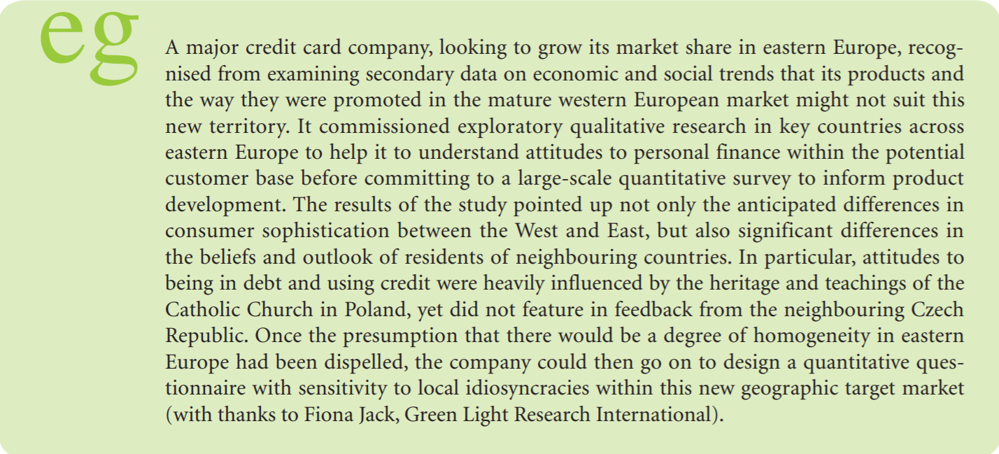 eg
A major credit card company, looking to grow its market share in eastern Europe, recog-
nised from examining secondary data on economic and social trends that its products and
the way they were promoted in the mature western European market might not suit this
new territory. It commissioned exploratory qualitative research in key countries across
eastern Europe to help it to understand attitudes to personal finance within the potential
customer base before committing to a large-scale quantitative survey to inform product
development. The results of the study pointed up not only the anticipated differences in
consumer sophistication between the West and East, but also significant differences in
the beliefs and outlook of residents of neighbouring countries. In particular, attitudes to
being in debt and using credit were heavily influenced by the heritage and teachings of the
Catholic Church in Poland, yet did not feature in feedback from the neighbouring Czech
Republic. Once the presumption that there would be a degree of homogeneity in eastern
Europe had been dispelled, the company could then go on to design a quantitative ques-
tionnaire with sensitivity to local idiosyncracies within this new geographic target market
(with thanks to Fiona Jack, Green Light Research International).